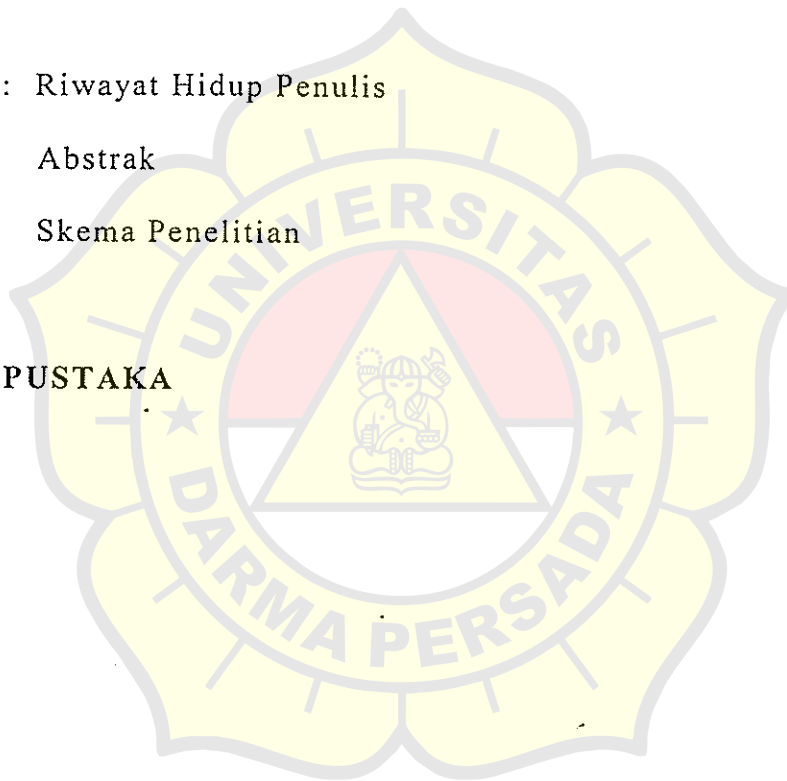 : Riwayat Hidup Penulis
Abstrak
Skema Penelitian
PUSTAKA
UNIVERSITAS
DARMA PERSADA